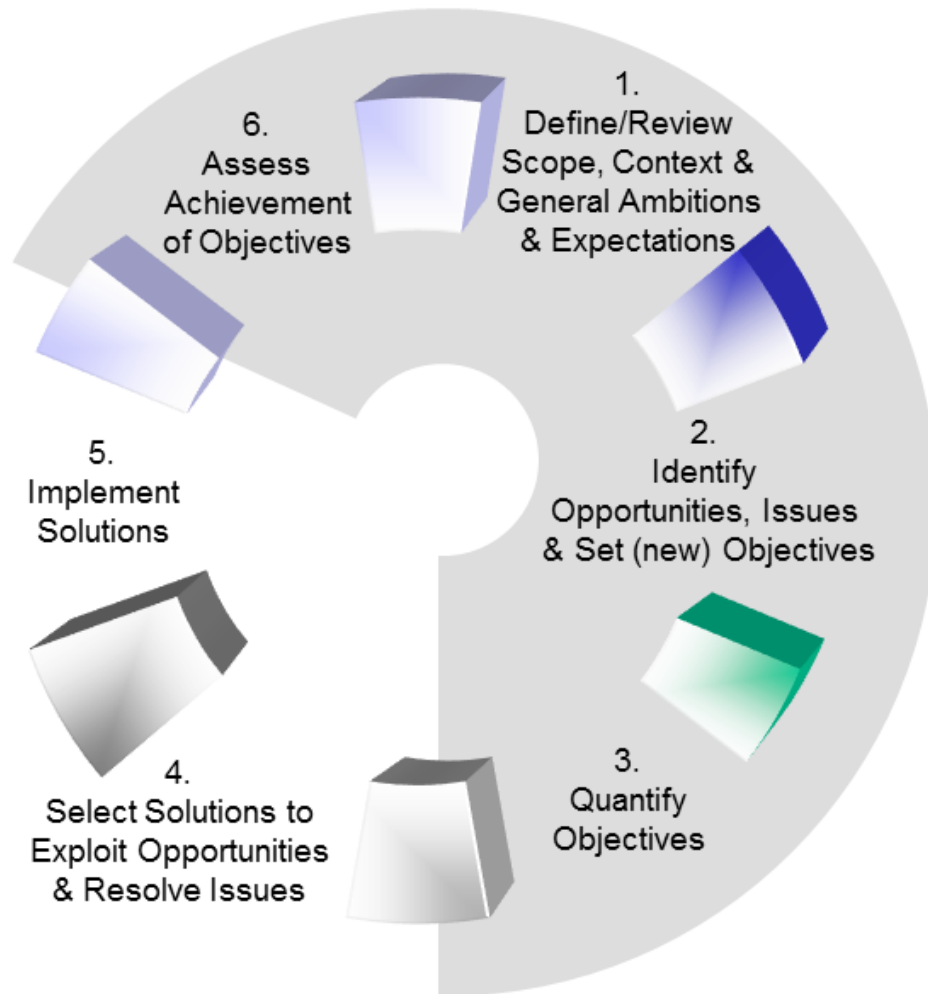 1.
Define/Review
Scope, Context &
General Ambitions
& Expectations
2.
Identify
Opportunities, Issues
& Set (new) Objectives
3.
Quantify
Objectives
4.
Select Solutions to
Exploit Opportunities
& Resolve Issues
5.
Implement
Solutions
6.
Assess
Achievement
of Objectives